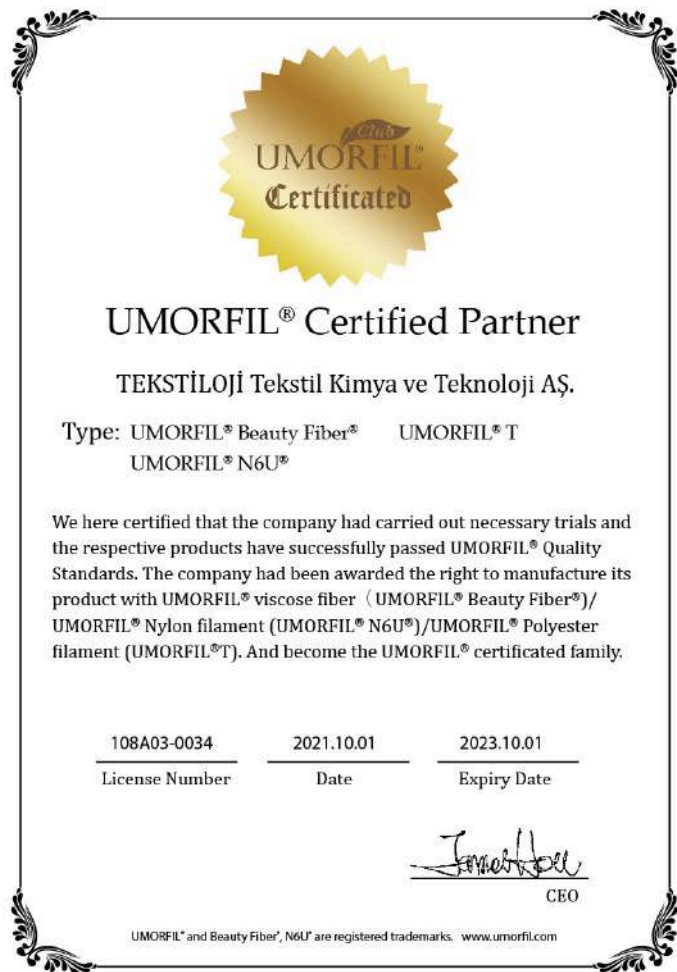 Club
UMORFIL®
Certificated
UMORFIL® Certified Partner
TEKSTİLOJİ Tekstil Kimya ve Teknoloji AŞ.
Type: UMORFIL® Beauty Fiber® UMORFIL® T
UMORFIL® N6U®
We here certified that the company had carried out necessary trials and
the respective products have successfully passed UMORFIL® Quality
Standards. The company had been awarded the right to manufacture its
product with UMORFIL® viscose fiber（UMORFIL® Beauty Fiber®)/
UMORFIL® Nylon filament (UMORFIL® N6U®)/UMORFIL® Polyester
filament (UMORFIL®T). And become the UMORFIL® certificated family.
108A03-0034 2021.10.01 2023.10.01
License Number Date Expiry Date
CEO
UMORFIL® and Beauty Fiber®, N6U® are registered trademarks. www.umorfil.com